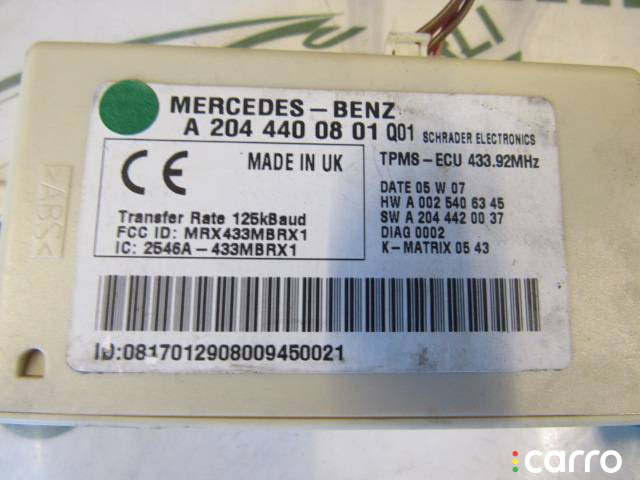 MERCEDES-BENZ
A 204 440 08 01 Q01 SCHRADER ELECTRONICS
CE
MADE IN UK
TPMS-ECU 433.92MHz
DATE 05 W 07
HW A 002 540 63 45
SW A 204 442 00 37
DIAG 0002
K-MATRIX 05 43
Transfer Rate 125kBaud
FCC ID: MRX433MBRX1
IC: 2546A-433MBRX1
ID:0817012908009450021
>ABS<
carro